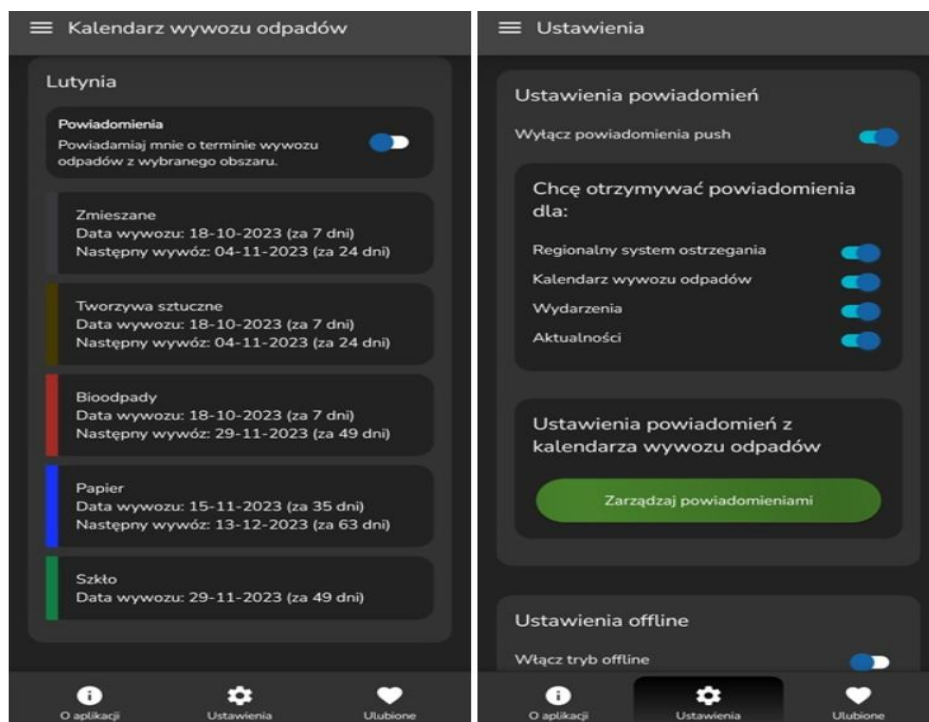 Kalendarz wywozu odpadów
Lutynia
Powiadomienia
Powiadamiaj mnie o terminie wywozu
odpadów z wybranego obszaru.
Zmieszane
Data wywozu: 18-10-2023 (za 7 dni)
Następny wywóz: 04-11-2023 (za 24 dni)
Tworzywa sztuczne
Data wywozu: 18-10-2023 (za 7 dni)
Następny wywóz: 04-11-2023 (za 24 dni)
Bioodpady
Data wywozu: 18-10-2023 (za 7 dni)
Następny wywóz: 29-11-2023 (za 49 dni)
Papier
Data wywozu: 15-11-2023 (za 35 dni)
Następny wywóz: 13-12-2023 (za 63 dni)
Szkło
Data wywozu: 29-11-2023 (za 49 dni)
O aplikacji
Ustawienia
Ulubione
Ustawienia
Ustawienia powiadomień
Wyłącz powiadomienia push
Chcę otrzymywać powiadomienia
dla:
Regionalny system ostrzegania
Kalendarz wywozu odpadów
Wydarzenia
Aktualności
Ustawienia powiadomień z
kalendarza wywozu odpadów
Zarządzaj powiadomieniami
Ustawienia offline
Włącz tryb offline
O aplikacji
Ustawienia
Ulubione